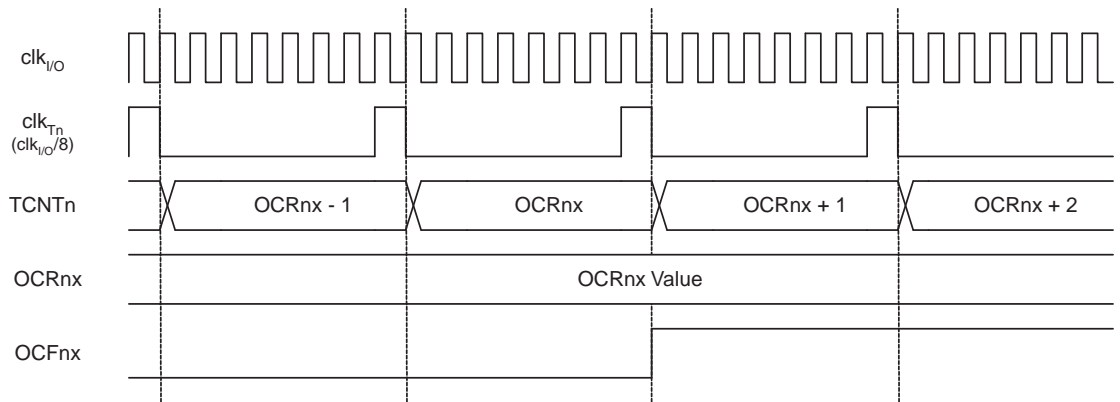 clkI/O
clkTn
(clkI/O/8)
TCNTn OCRnx - 1 OCRnx OCRnx + 1 OCRnx + 2
OCRnx OCRnx Value
OCFnx